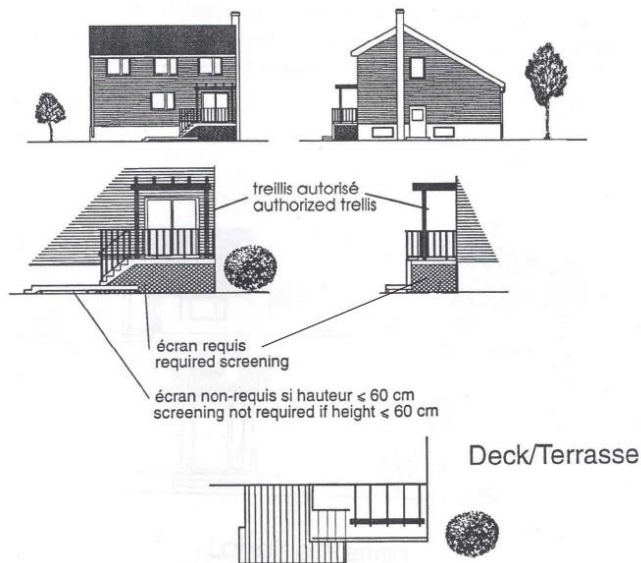 treillis autorisé
authorized trellis
écran requis
required screening
écran non-requis si hauteur ⩽ 60 cm
screening not required if height ⩽ 60 cm
Deck/Terrasse